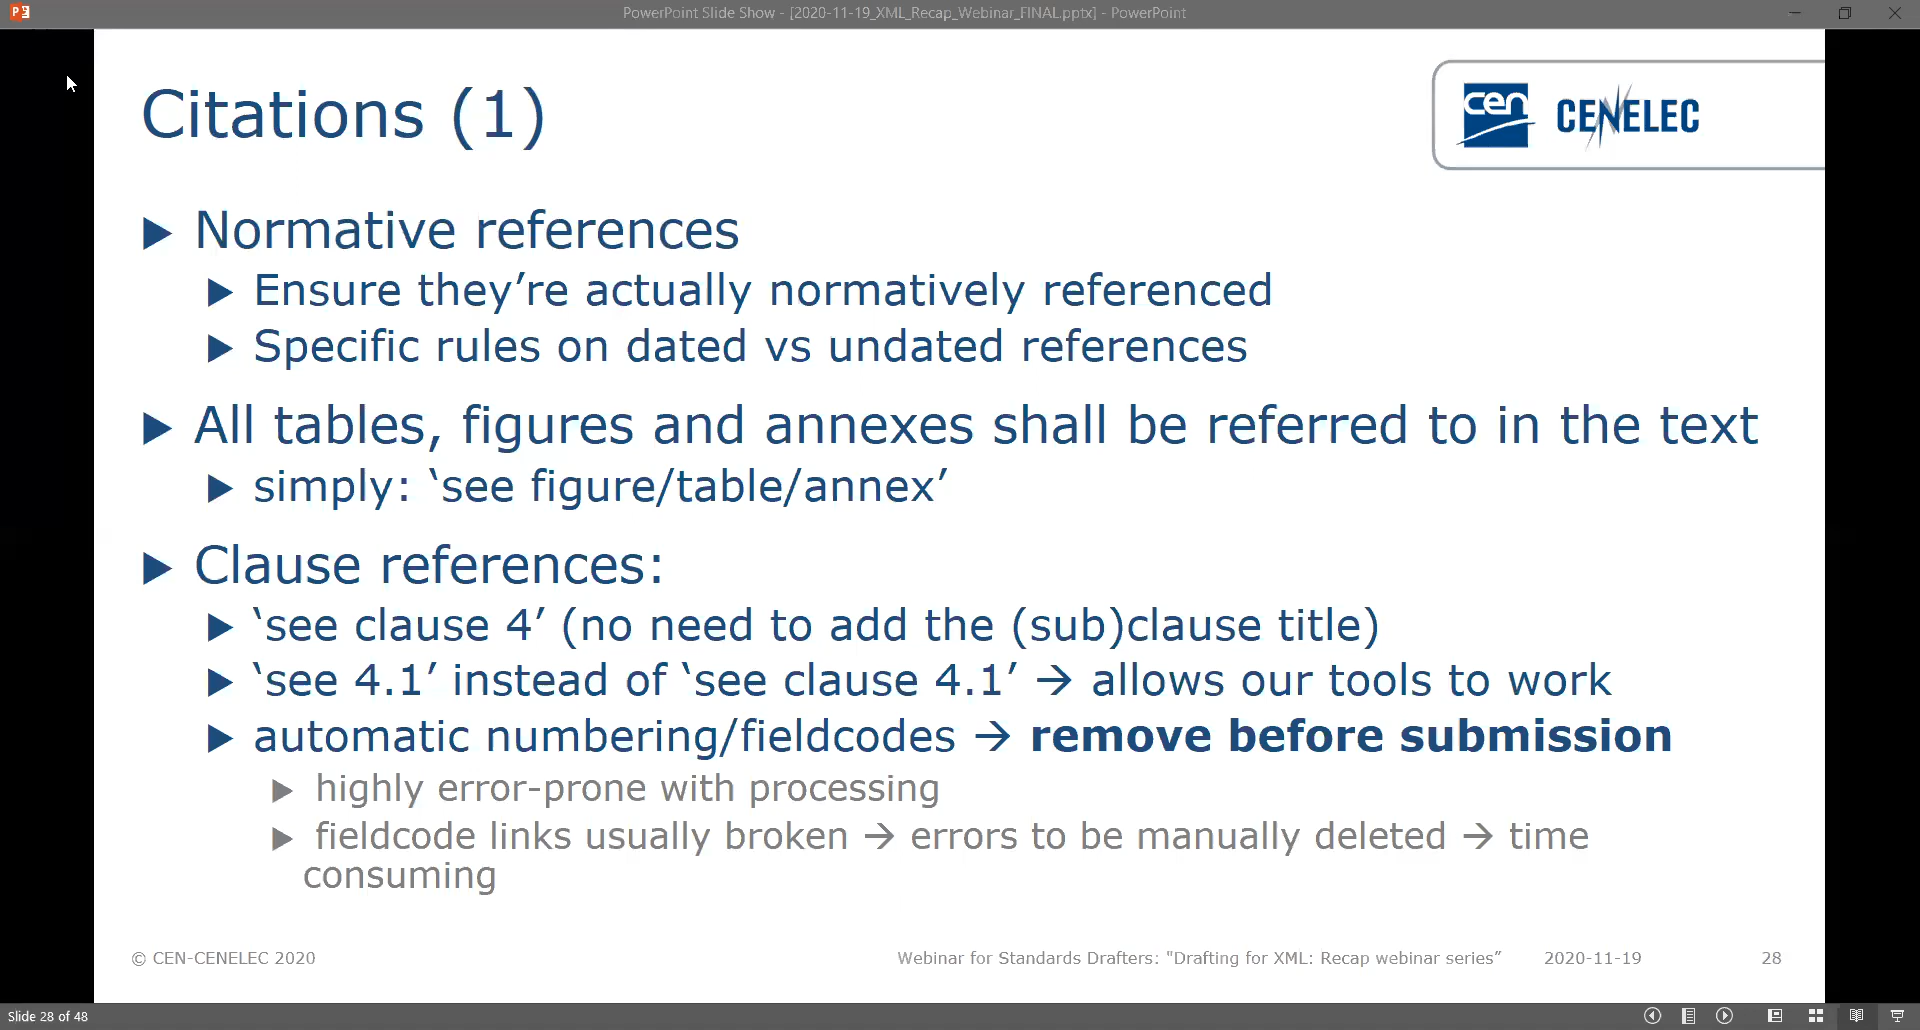 PowerPoint Slide Show - [2020-11-19_XML_Recap_Webinar_FINAL.pptx] - PowerPoint
Citations (1)
cen CENELEC
▶ Normative references
▶ Ensure they’re actually normatively referenced
▶ Specific rules on dated vs undated references
▶ All tables, figures and annexes shall be referred to in the text
▶ simply: ‘see figure/table/annex’
▶ Clause references:
▶ ‘see clause 4’ (no need to add the (sub)clause title)
▶ ‘see 4.1’ instead of ‘see clause 4.1’ → allows our tools to work
▶ automatic numbering/fieldcodes → remove before submission
▶ highly error-prone with processing
▶ fieldcode links usually broken → errors to be manually deleted → time
consuming
© CEN-CENELEC 2020 Webinar for Standards Drafters: "Drafting for XML: Recap webinar series” 2020-11-19 28
Slide 28 of 48